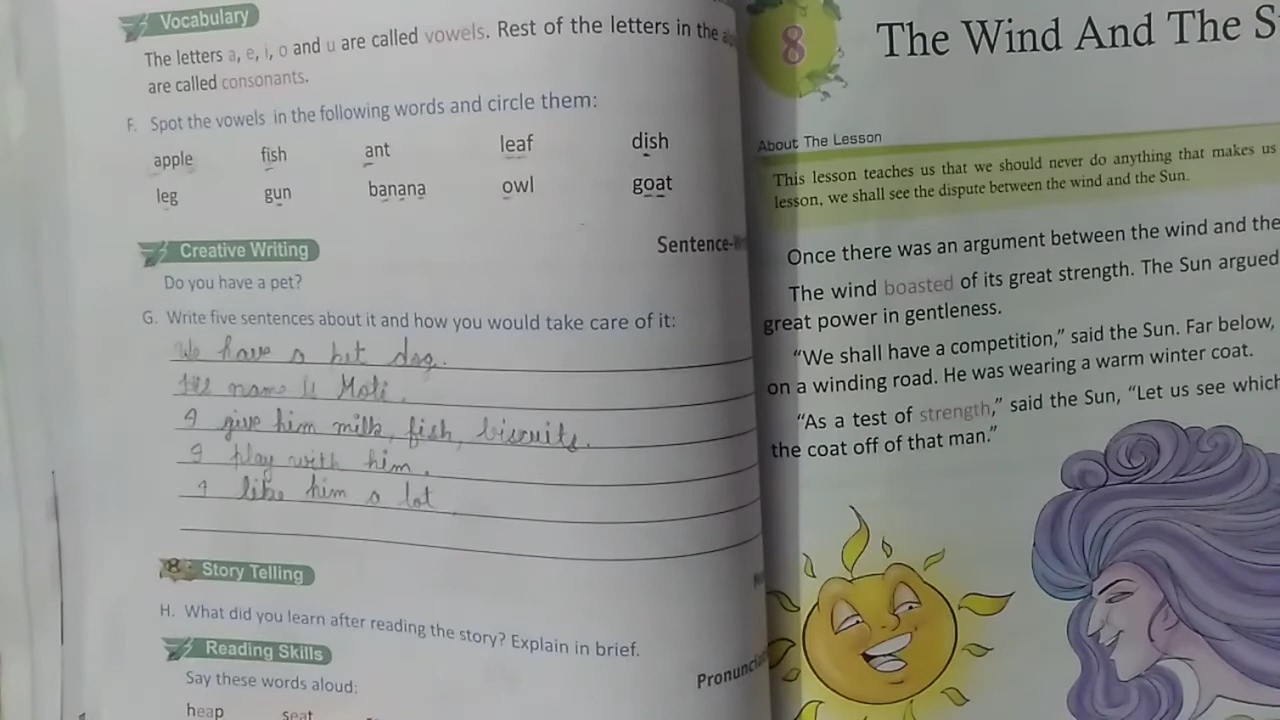 Vocabulary
The letters a, e, i, o and u are called vowels. Rest of the letters in the
are called consonants.
F. Spot the vowels in the following words and circle them:
apple fish ant leaf dish
leg gun banana owl goat
Creative Writing
Sentence-
Do you have a pet?
G. Write five sentences about it and how you would take care of it:
We have a pet dog.
name is Moti.
I give him milk, fish, biscuits.
I play with him.
I like him a lot
Story Telling
H. What did you learn after reading the story? Explain in brief.
Reading Skills
Pronuncia
Say these words aloud:
heap seat
8
The Wind And The S
About The Lesson
This lesson teaches us that we should never do anything that makes us
lesson, we shall see the dispute between the wind and the Sun.
Once there was an argument between the wind and the
The wind boasted of its great strength. The Sun argued
great power in gentleness.
"We shall have a competition," said the Sun. Far below,
on a winding road. He was wearing a warm winter coat.
"As a test of strength," said the Sun, "Let us see which
the coat off of that man."